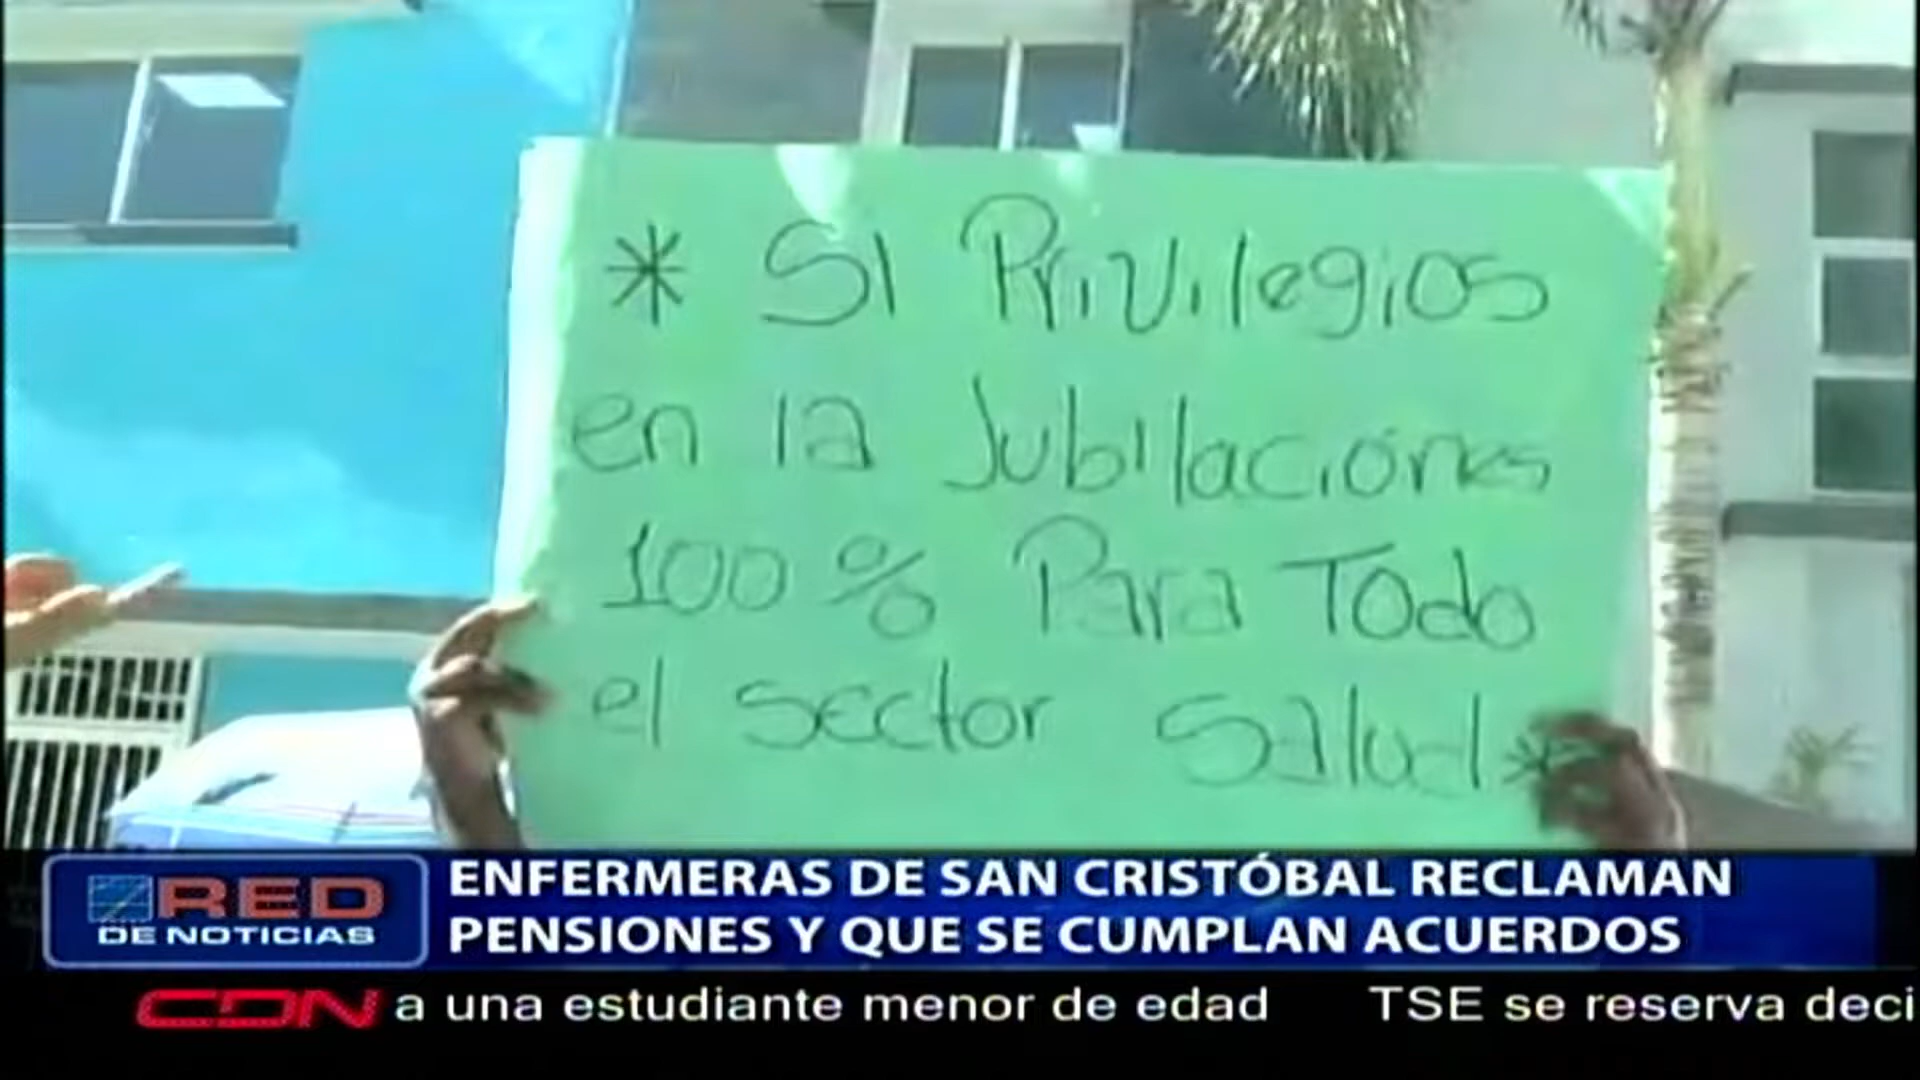 * SI Privilegios
en la Jubilaciones
100% Para Todo
el sector Salud*
RED
DE NOTICIAS
ENFERMERAS DE SAN CRISTÓBAL RECLAMAN
PENSIONES Y QUE SE CUMPLAN ACUERDOS
CDN a una estudiante menor de edad TSE se reserva deci